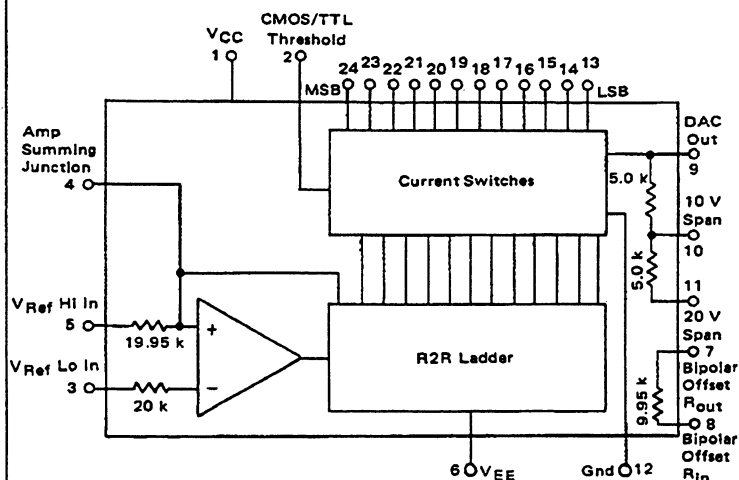 CMOS/TTL
Threshold
2
VCC
1
24 23 22 21 20 19 18 17 16 15 14 13
MSB
LSB
Amp
Summing
Junction
4
Current Switches
DAC
Out
9
5.0 k
10 V
Span
10
5.0 k
11
20 V
Span
VRef Hi In
5
19.95 k
+
VRef Lo In
3
20 k
−
R2R Ladder
7
Bipolar
Offset
Rout
9.95 k
8
Bipolar
Offset
Rin
6 VEE
Gnd 12